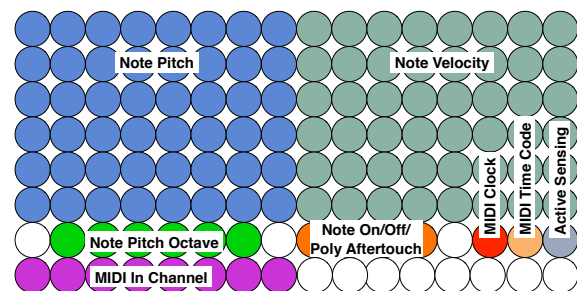 Note Pitch
Note Velocity
MIDI Clock
MIDI Time Code
Active Sensing
Note Pitch Octave
Note On/Off/
Poly Aftertouch
MIDI In Channel